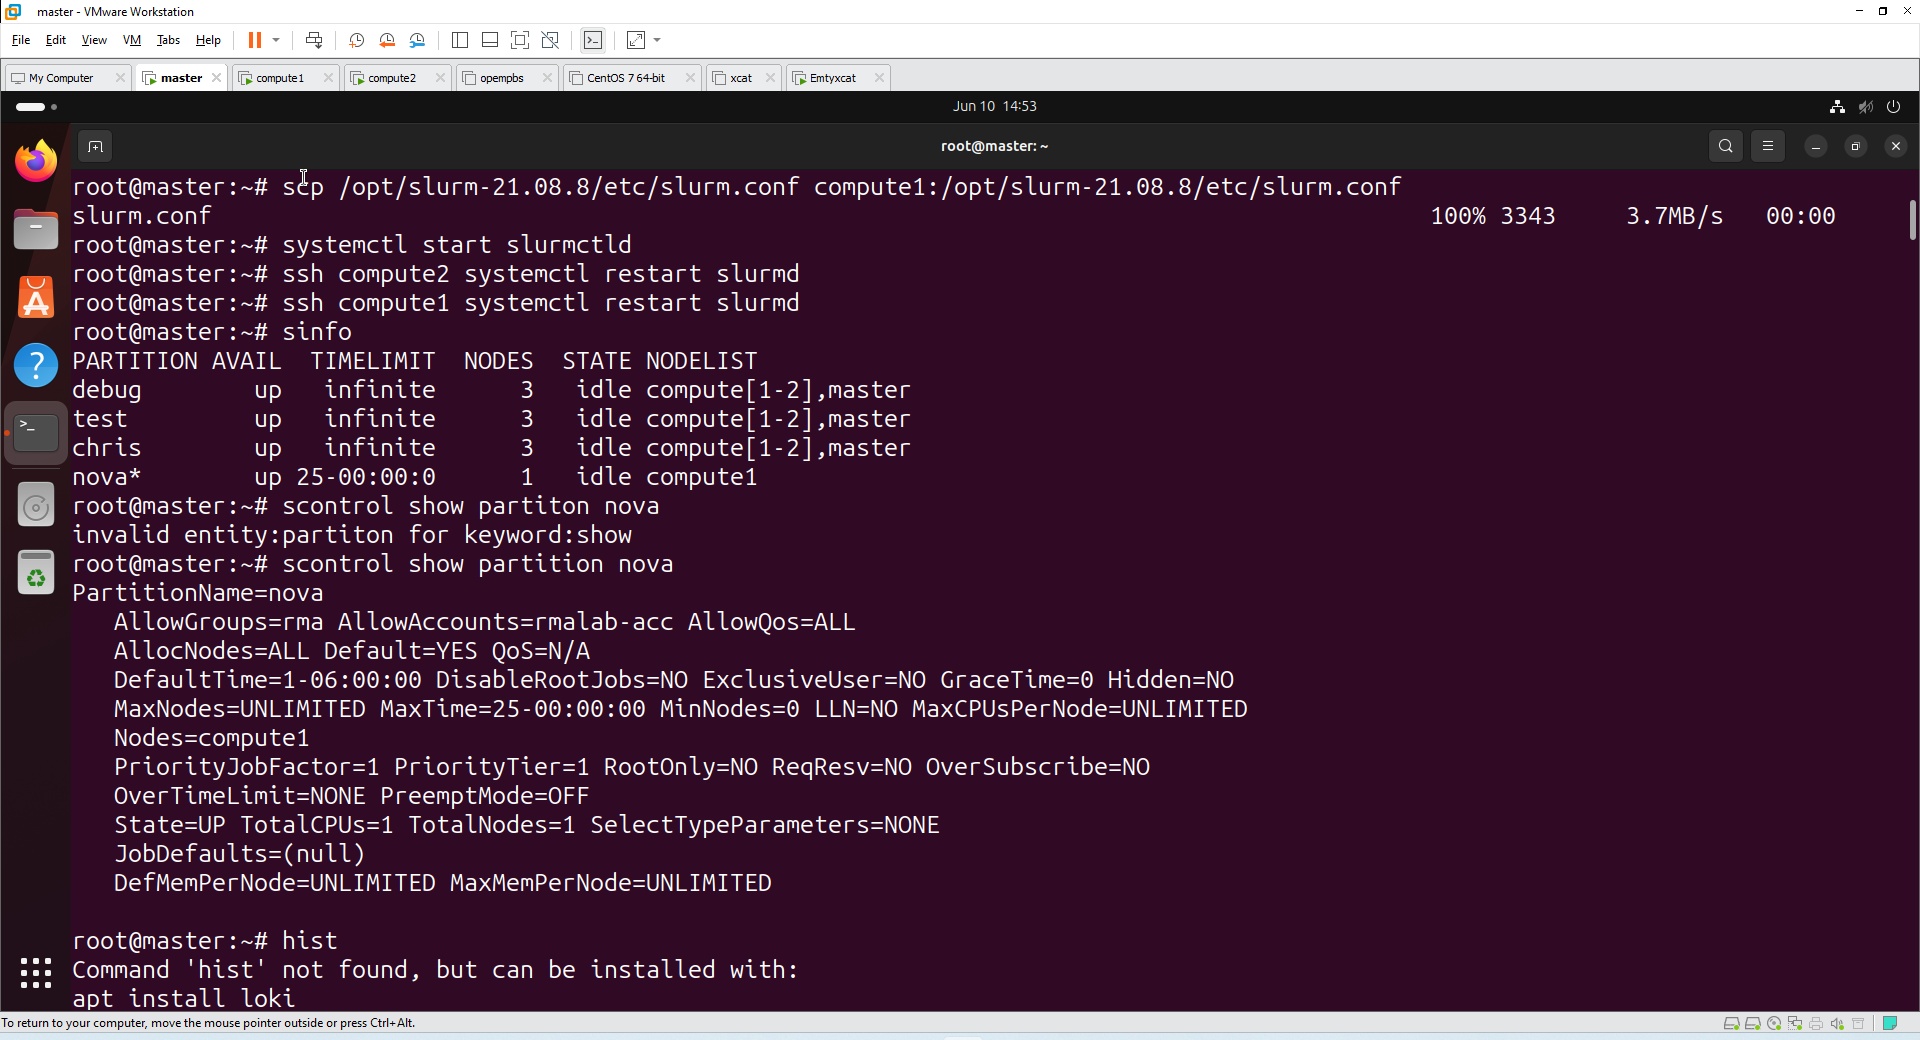 master - VMware Workstation
File Edit View VM Tabs Help
My Computer master compute1 compute2 openpbs CentOS 7 64-bit xcat Emtyxcat
Jun 10 14:53
root@master: ~
root@master:~# scp /opt/slurm-21.08.8/etc/slurm.conf compute1:/opt/slurm-21.08.8/etc/slurm.conf
slurm.conf 100% 3343 3.7MB/s 00:00
root@master:~# systemctl start slurmctld
root@master:~# ssh compute2 systemctl restart slurmd
root@master:~# ssh compute1 systemctl restart slurmd
root@master:~# sinfo
PARTITION AVAIL TIMELIMIT NODES STATE NODELIST
debug up infinite 3 idle compute[1-2],master
test up infinite 3 idle compute[1-2],master
chris up infinite 3 idle compute[1-2],master
nova* up 25-00:00:0 1 idle compute1
root@master:~# scontrol show partiton nova
invalid entity:partiton for keyword:show
root@master:~# scontrol show partition nova
PartitionName=nova
AllowGroups=rma AllowAccounts=rmalab-acc AllowQos=ALL
AllocNodes=ALL Default=YES QoS=N/A
DefaultTime=1-06:00:00 DisableRootJobs=NO ExclusiveUser=NO GraceTime=0 Hidden=NO
MaxNodes=UNLIMITED MaxTime=25-00:00:00 MinNodes=0 LLN=NO MaxCPUsPerNode=UNLIMITED
Nodes=compute1
PriorityJobFactor=1 PriorityTier=1 RootOnly=NO ReqResv=NO OverSubscribe=NO
OverTimeLimit=NONE PreemptMode=OFF
State=UP TotalCPUs=1 TotalNodes=1 SelectTypeParameters=NONE
JobDefaults=(null)
DefMemPerNode=UNLIMITED MaxMemPerNode=UNLIMITED
root@master:~# hist
Command 'hist' not found, but can be installed with:
apt install loki
To return to your computer, move the mouse pointer outside or press Ctrl+Alt.